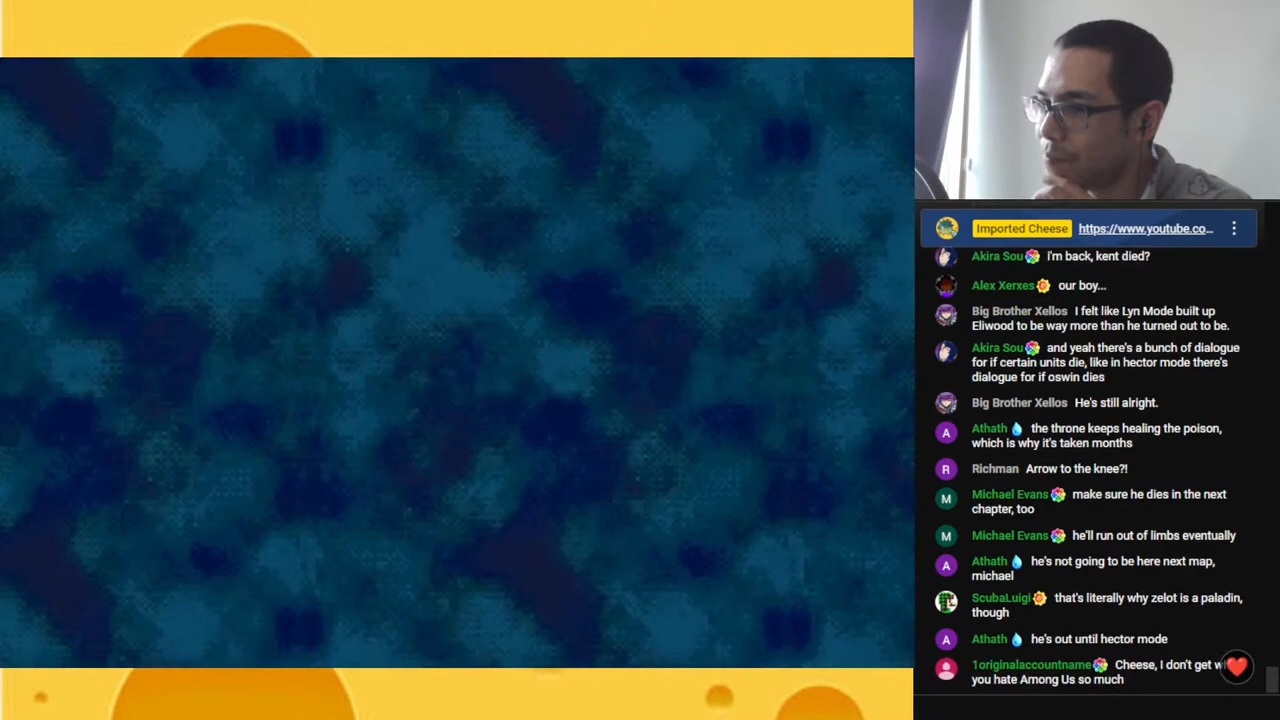 Imported Cheese https://www.youtube.co...
Akira Sou i'm back, kent died?
Alex Xerxes our boy...
Big Brother Xellos I felt like Lyn Mode built up
Eliwood to be way more than he turned out to be.
Akira Sou and yeah there's a bunch of dialogue
for if certain units die, like in hector mode there's
dialogue for if oswin dies
Big Brother Xellos He's still alright.
A Athath the throne keeps healing the poison,
which is why it's taken months
R Richman Arrow to the knee?!
M Michael Evans make sure he dies in the next
chapter, too
M Michael Evans he'll run out of limbs eventually
A Athath he's not going to be here next map,
michael
ScubaLuigi that's literally why zelot is a paladin,
though
A Athath he's out until hector mode
1originalaccountname Cheese, I don't get
you hate Among Us so much